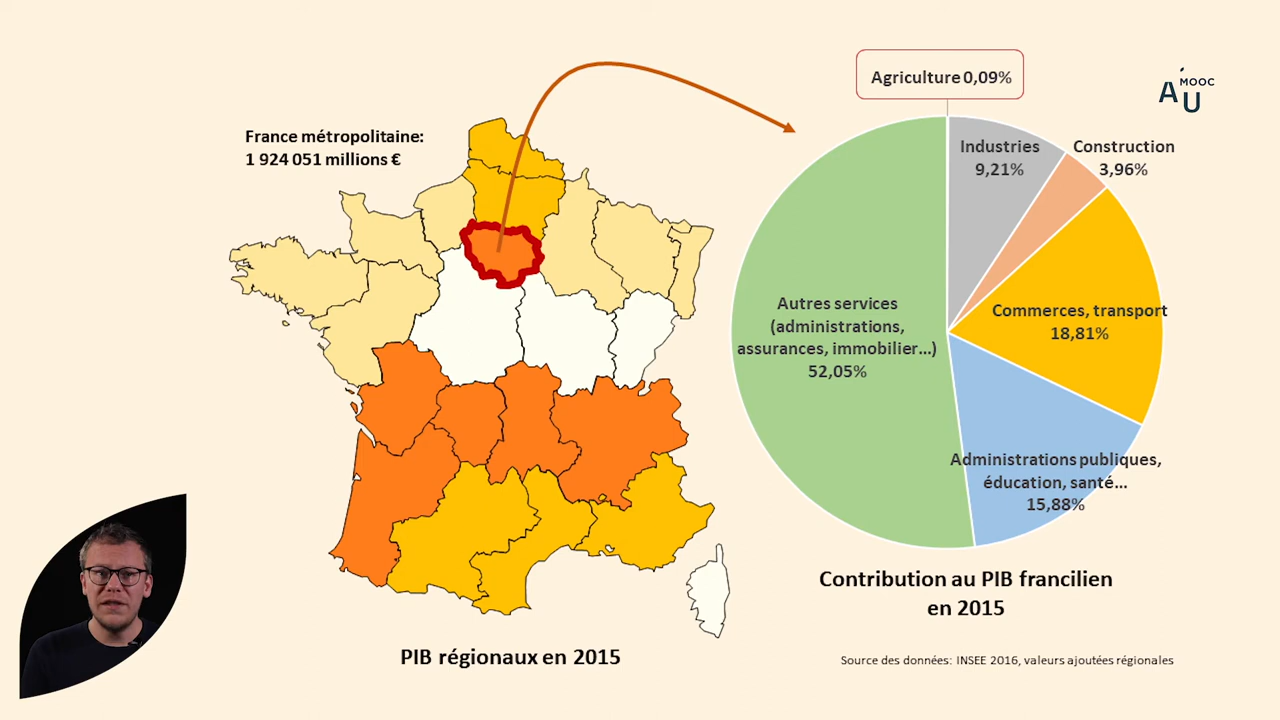 France métropolitaine:
1 924 051 millions €
PIB régionaux en 2015
Agriculture 0,09%
Industries
9,21%
Construction
3,96%
Commerces, transport
18,81%
Administrations publiques,
éducation, santé...
15,88%
Autres services
(administrations,
assurances, immobilier...)
52,05%
Contribution au PIB francilien
en 2015
Source des données: INSEE 2016, valeurs ajoutées régionales
MOOC
AÚ